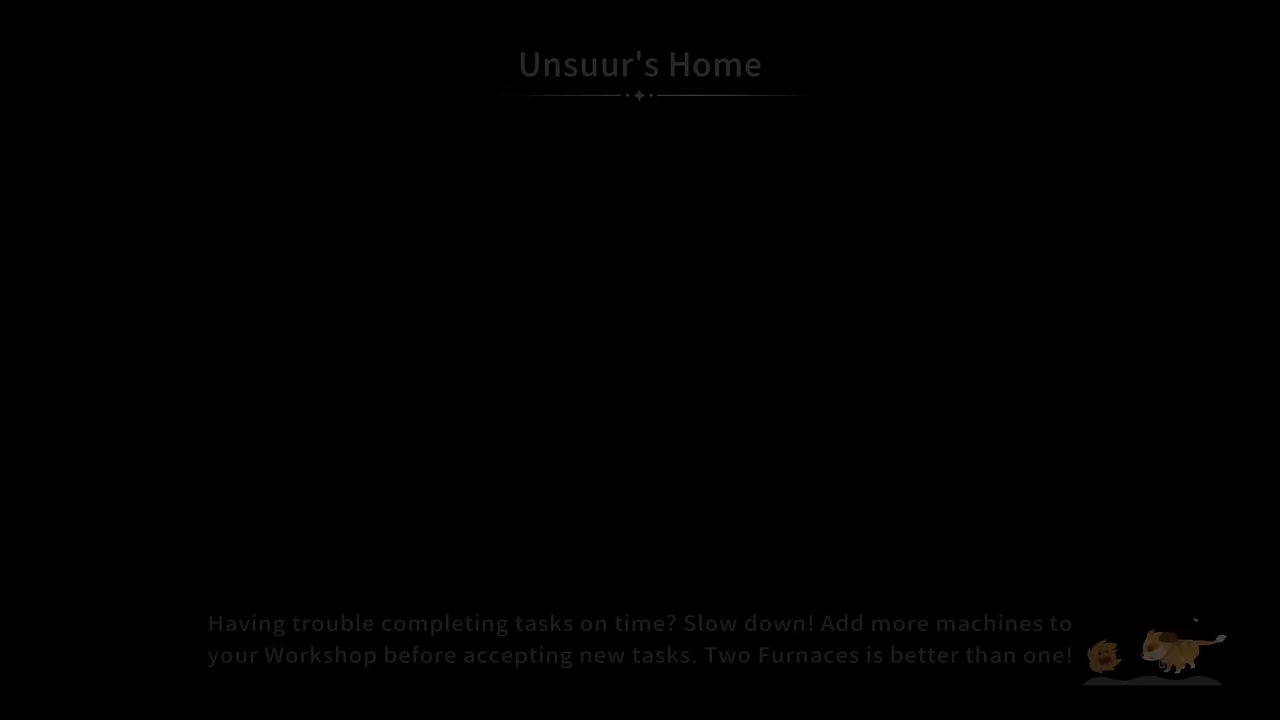 Unsuur's Home
Having trouble completing tasks on time? Slow down! Add more machines to
your Workshop before accepting new tasks. Two Furnaces is better than one!